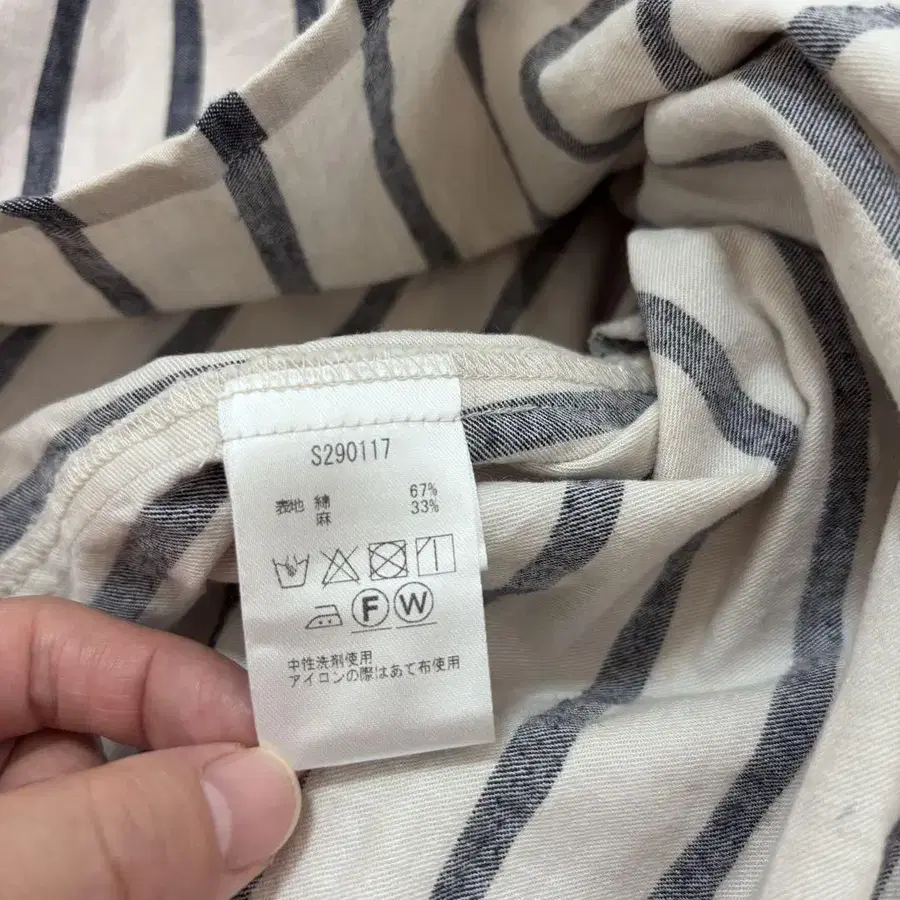 S290117
表地 綿 67%
麻 33%
F W
中性洗剤使用
アイロンの際はあて布使用